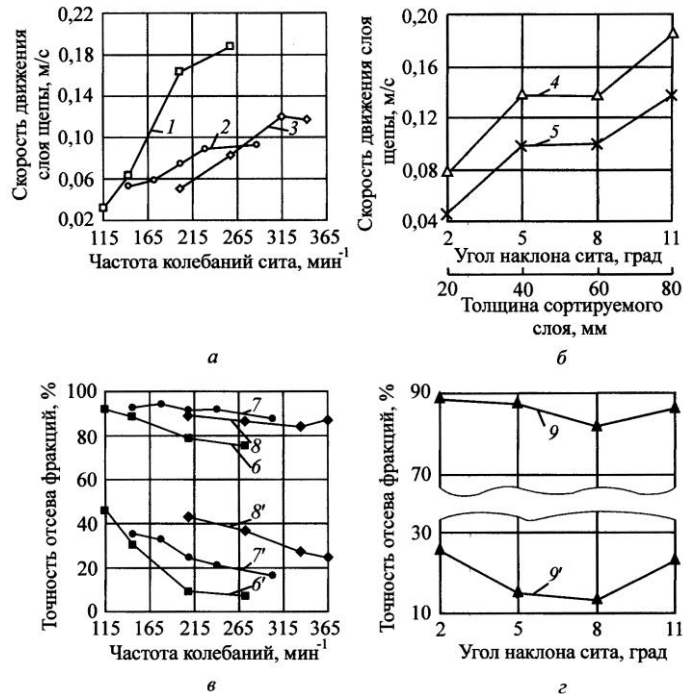 Скорость движения
слоя щепы, м/с
0,22
0,18
0,14
0,10
0,06
0,02
1
2
3
115 165 215 265 315 365
Частота колебаний сита, мин-1
а
Скорость движения слоя
щепы, м/с
0,20
0,16
0,12
0,08
0,04
4
5
2 5 8 11
Угол наклона сита, град
20 40 60 80
Толщина сортируемого
слоя, мм
б
Точность отсева фракций, %
100
80
60
40
20
0
7
8
6
8'
7'
6'
115 165 215 265 315 365
Частота колебаний, мин-1
в
Точность отсева фракций, %
90
70
30
10
9
9'
2 5 8 11
Угол наклона сита, град
г